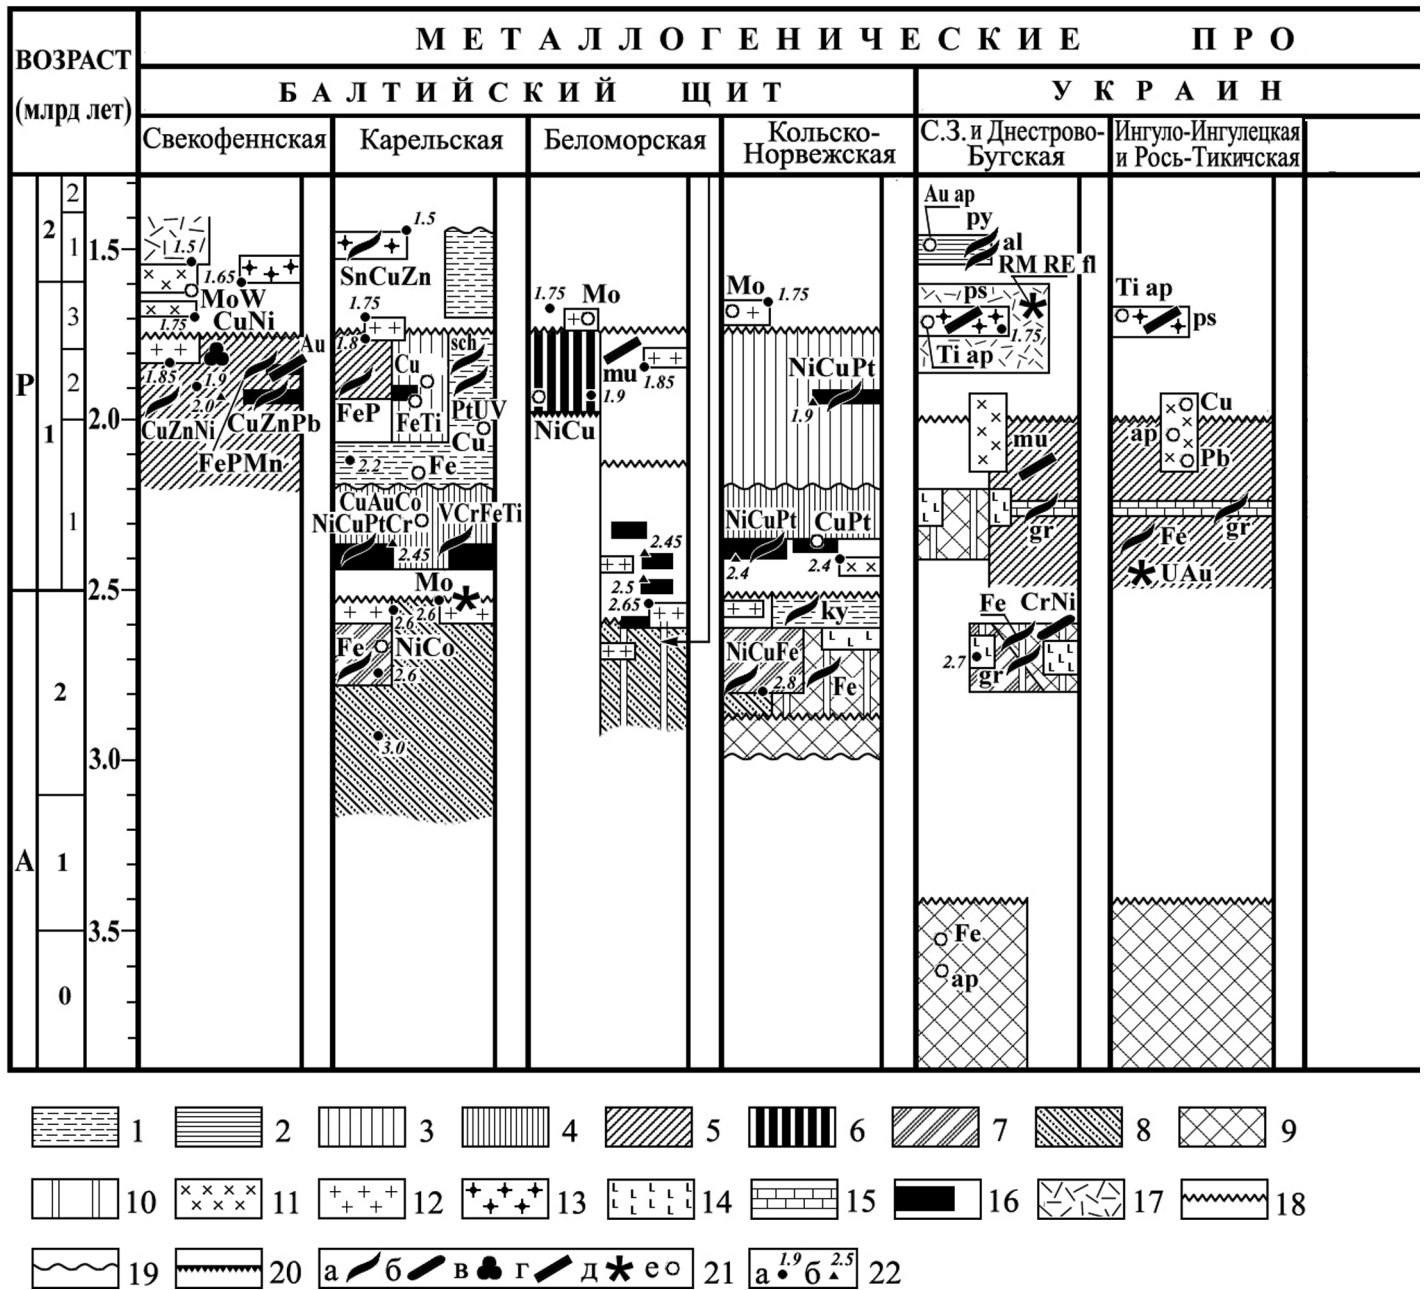 МЕТАЛЛОГЕНИЧЕСКИЕ ПРО
ВОЗРАСТ
(млрд лет)
БАЛТИЙСКИЙ ЩИТ
УКРАИН
Свекофеннская
Карельская
Беломорская
Кольско-
Норвежская
С.З. и Днестрово-
Бугская
Ингуло-Ингулецкая
и Рось-Тикичская
P
A
2
1
2
1
3
2
1
2
1
0
1.5
2.0
2.5
3.0
3.5
1.5
1.65
MoW
CuNi
1.75
Au
1.85
1.9
2.0
CuZnNi
CuZnPb
FePMn
1.5
SnCuZn
1.75
1.8
Cu
sch
FeP
FeTi
PtUV
Cu
2.2
Fe
CuAuCo
NiCuPtCr
VCrFeTi
2.45
Mo
2.6
2.6
Fe
NiCo
2.6
3.0
1.75
Mo
mu
1.85
1.9
NiCu
2.45
2.5
2.65
Mo
1.75
NiCuPt
1.9
NiCuPt
CuPt
2.4
2.4
ky
NiCuFe
2.8
Fe
Au ap
py
al
RM RE fl
ps
1.75
Ti ap
mu
gr
Fe
CrNi
2.7
gr
Fe
ap
Ti ap
ps
Cu
ap
Pb
gr
Fe
UAu
1 2 3 4 5 6 7 8 9
10 11 12 13 14 15 16 17 18
19 20 а б в г д е 21 а 1.9 б 2.5 22